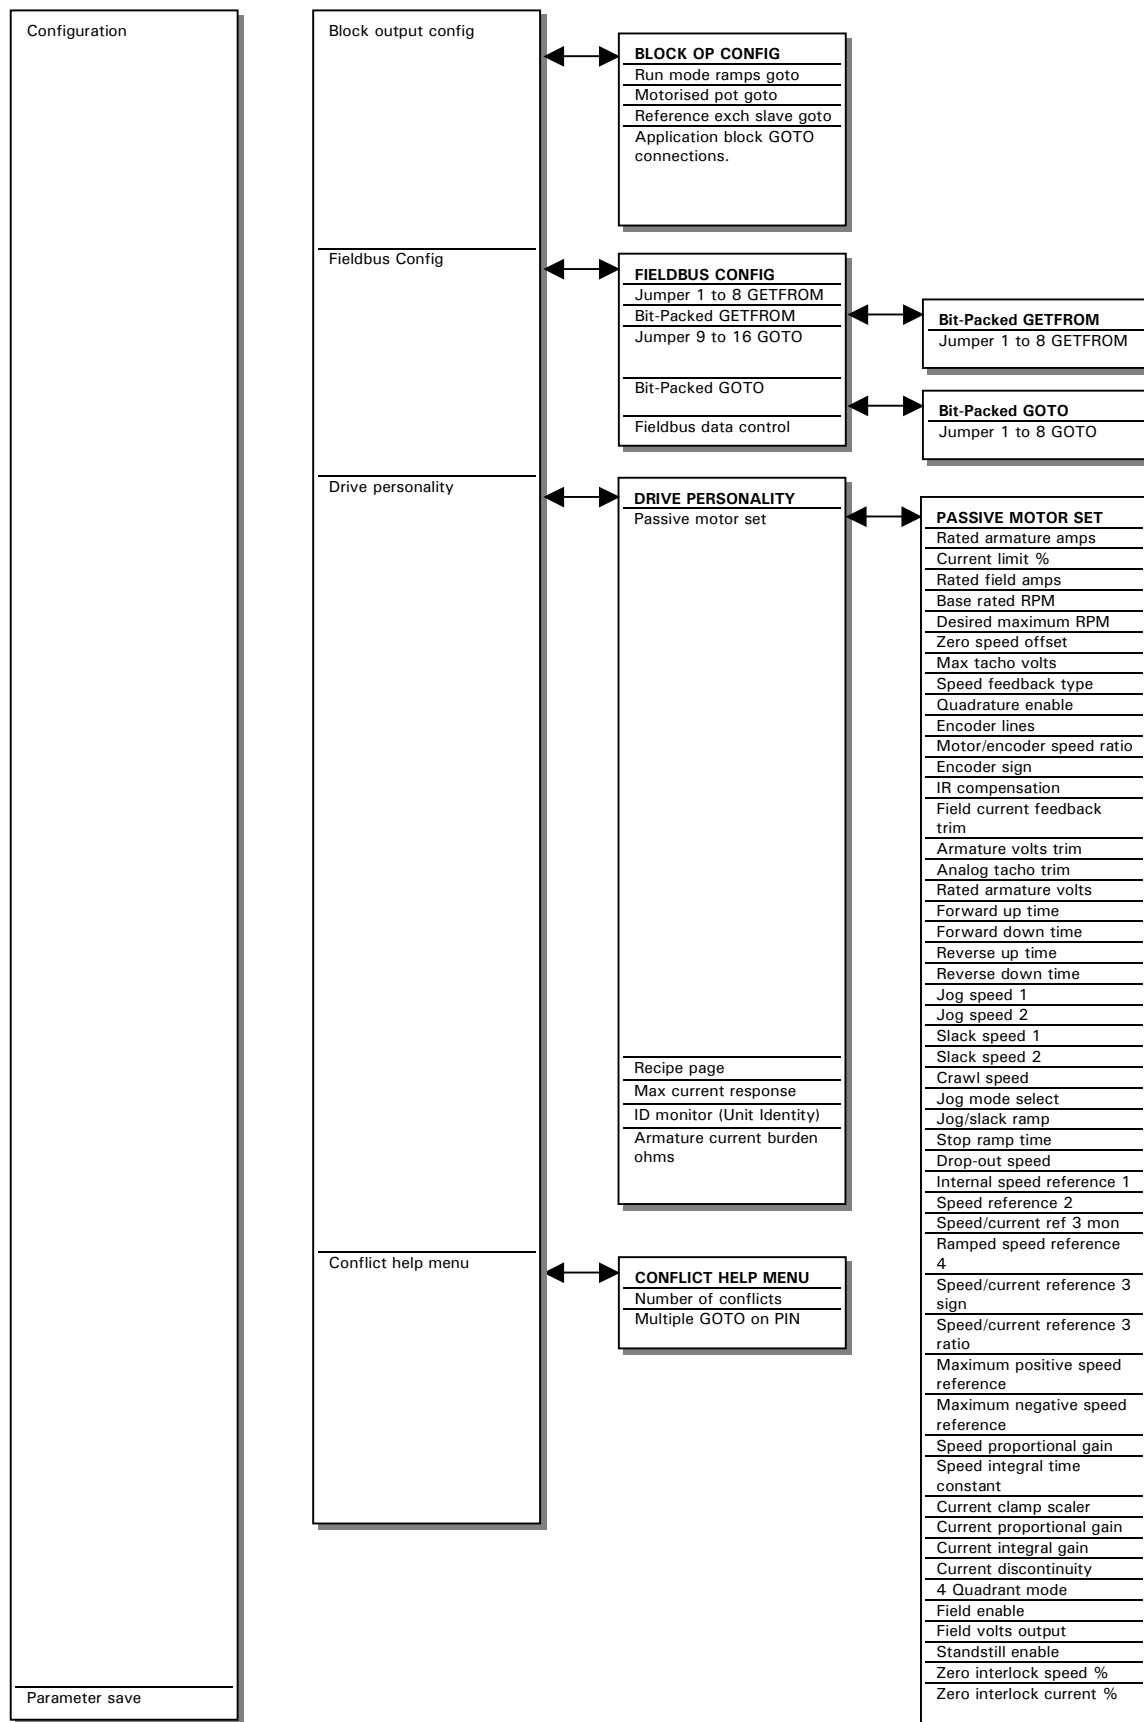 Configuration
Parameter save
Block output config
Fieldbus Config
Drive personality
Conflict help menu
BLOCK OP CONFIG
Run mode ramps goto
Motorised pot goto
Reference exch slave goto
Application block GOTO
connections.
FIELDBUS CONFIG
Jumper 1 to 8 GETFROM
Bit-Packed GETFROM
Jumper 9 to 16 GOTO
Bit-Packed GOTO
Fieldbus data control
Bit-Packed GETFROM
Jumper 1 to 8 GETFROM
Bit-Packed GOTO
Jumper 1 to 8 GOTO
DRIVE PERSONALITY
Passive motor set
Recipe page
Max current response
ID monitor (Unit Identity)
Armature current burden
ohms
PASSIVE MOTOR SET
Rated armature amps
Current limit %
Rated field amps
Base rated RPM
Desired maximum RPM
Zero speed offset
Max tacho volts
Speed feedback type
Quadrature enable
Encoder lines
Motor/encoder speed ratio
Encoder sign
IR compensation
Field current feedback
trim
Armature volts trim
Analog tacho trim
Rated armature volts
Forward up time
Forward down time
Reverse up time
Reverse down time
Jog speed 1
Jog speed 2
Slack speed 1
Slack speed 2
Crawl speed
Jog mode select
Jog/slack ramp
Stop ramp time
Drop-out speed
Internal speed reference 1
Speed reference 2
Speed/current ref 3 mon
Ramped speed reference
4
Speed/current reference 3
sign
Speed/current reference 3
ratio
Maximum positive speed
reference
Maximum negative speed
reference
Speed proportional gain
Speed integral time
constant
Current clamp scaler
Current proportional gain
Current integral gain
Current discontinuity
4 Quadrant mode
Field enable
Field volts output
Standstill enable
Zero interlock speed %
Zero interlock current %
CONFLICT HELP MENU
Number of conflicts
Multiple GOTO on PIN